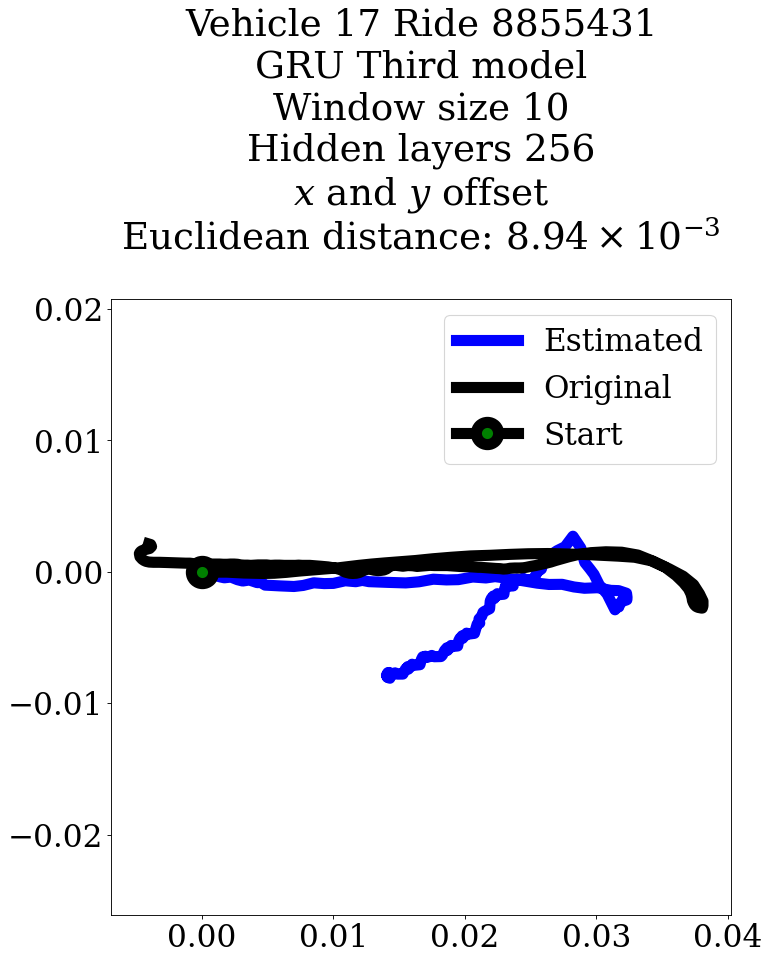 Vehicle 17 Ride 8855431
GRU Third model
Window size 10
Hidden layers 256
x and y offset
Euclidean distance: 8.94 × 10⁻³
Estimated
Original
Start
0.02
0.01
0.00
−0.01
−0.02
0.00 0.01 0.02 0.03 0.04